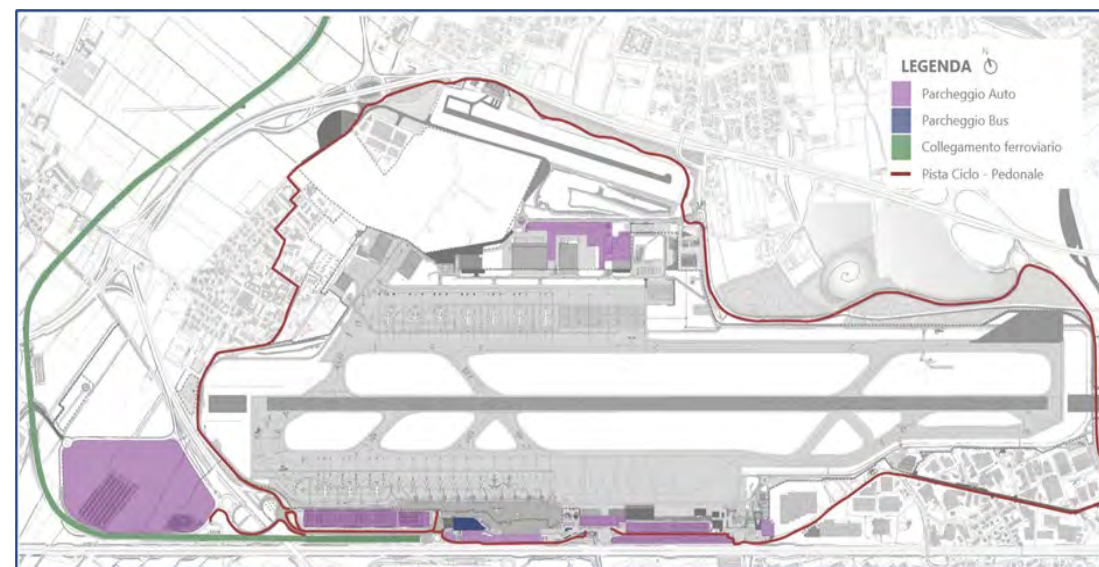 N
LEGENDA
Parcheggio Auto
Parcheggio Bus
Collegamento ferroviario
Pista Ciclo - Pedonale